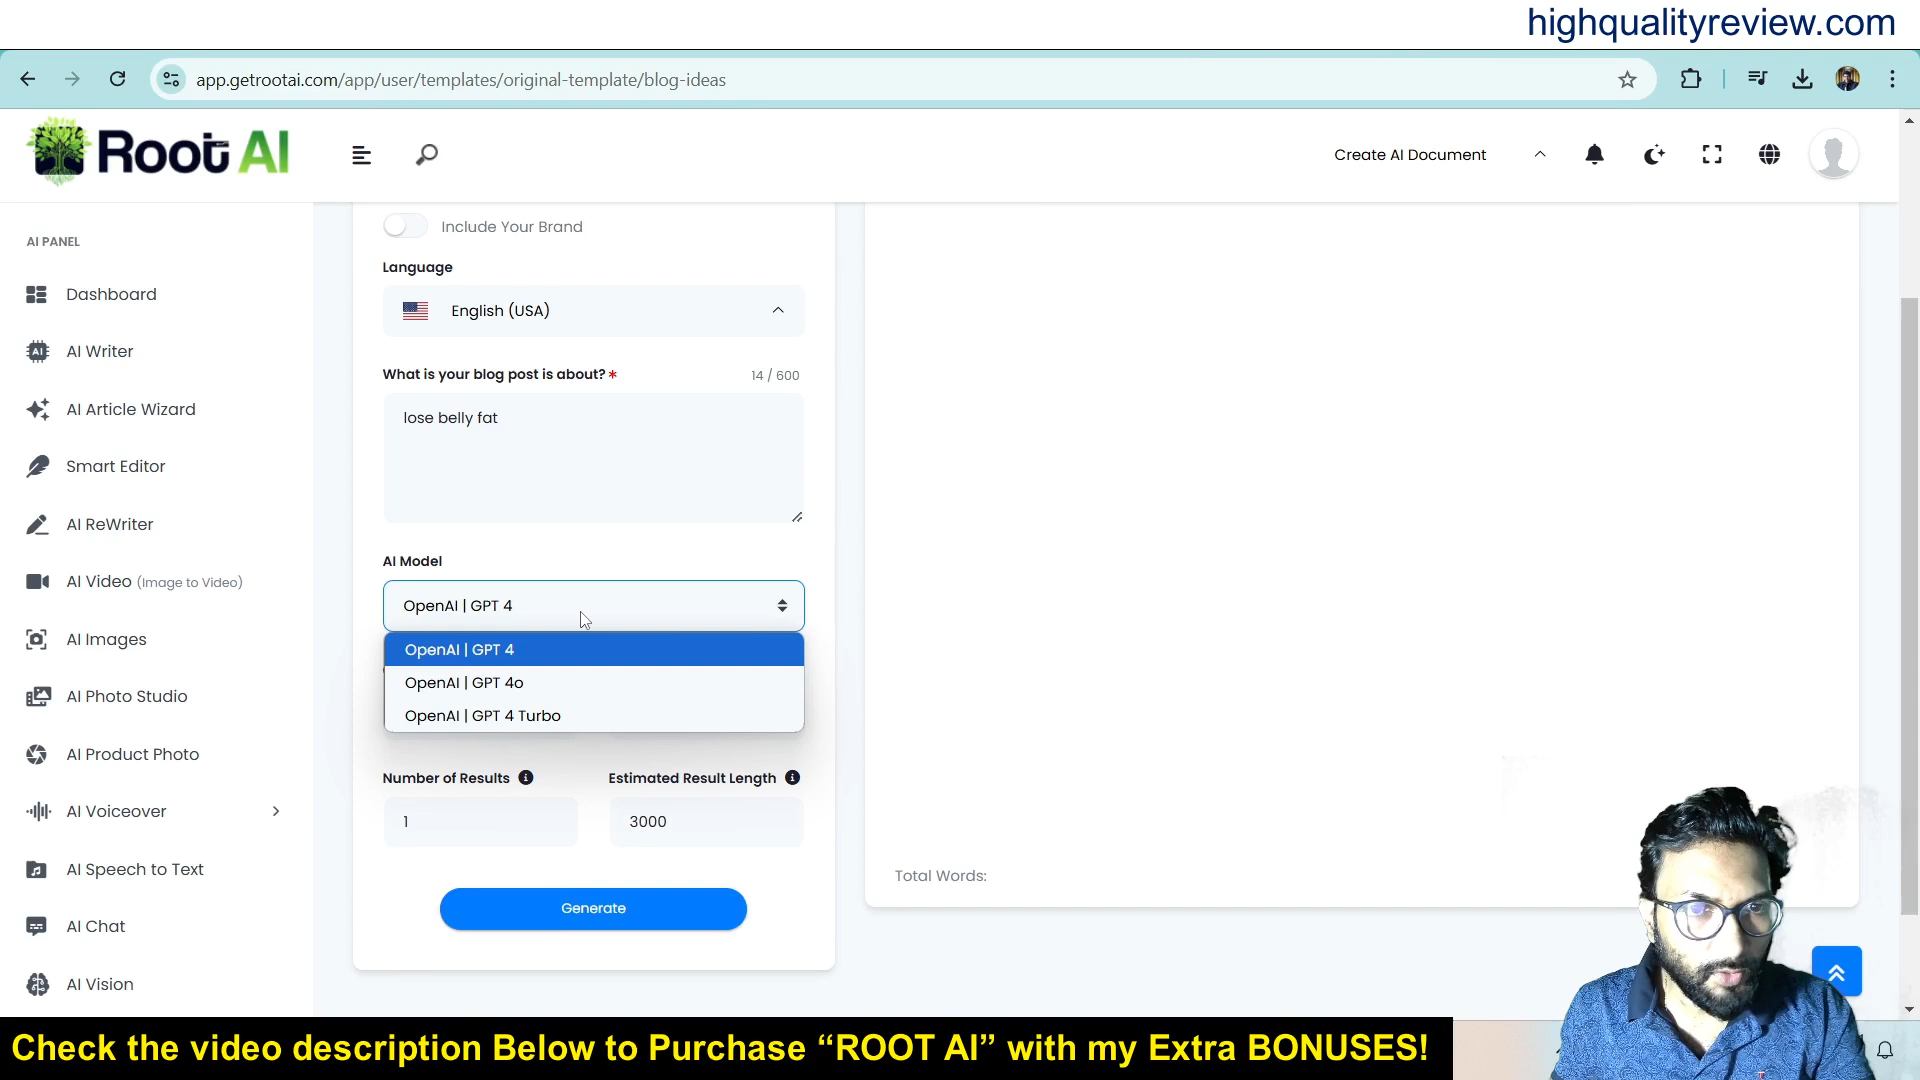 highqualityreview.com
app.getrootai.com/app/user/templates/original-template/blog-ideas
Root AI
Create AI Document
AI PANEL
Dashboard
AI Writer
AI Article Wizard
Smart Editor
AI ReWriter
AI Video (Image to Video)
AI Images
AI Photo Studio
AI Product Photo
AI Voiceover
AI Speech to Text
AI Chat
AI Vision
Include Your Brand
Language
English (USA)
What is your blog post is about?*
14 / 600
lose belly fat
AI Model
OpenAI | GPT 4
OpenAI | GPT 4
OpenAI | GPT 4o
OpenAI | GPT 4 Turbo
Number of Results
Estimated Result Length
1
3000
Generate
Total Words:
Check the video description Below to Purchase “ROOT AI” with my Extra BONUSES!